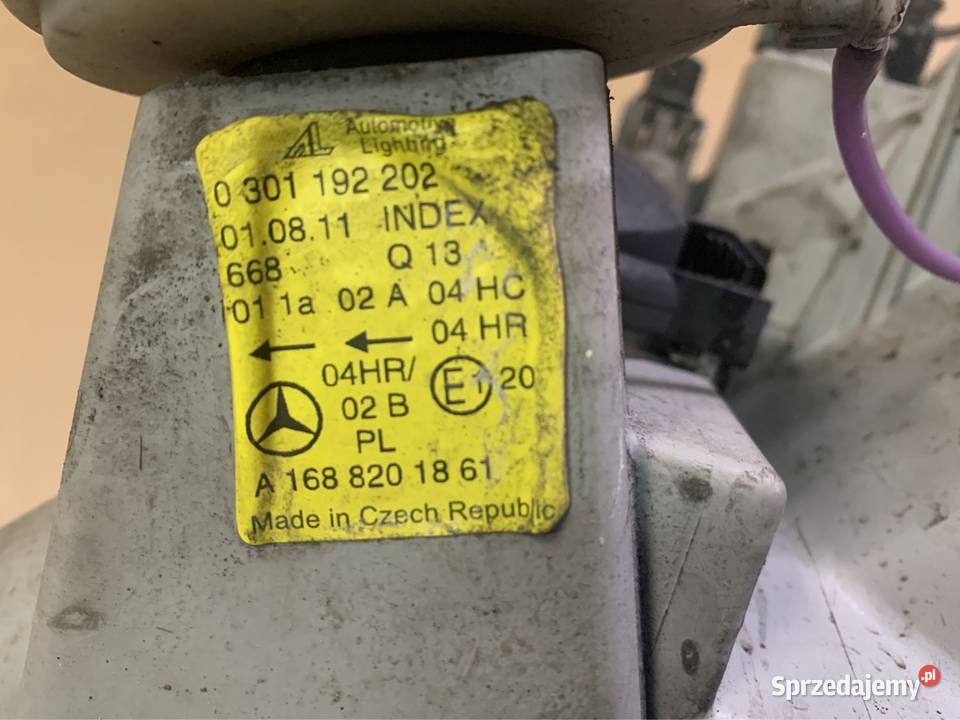 AL Automotive
Lighting
0 301 192 202
01.08.11 INDEX
668 Q 13
01 1a 02 A 04 HC
04 HR
04HR/ E1 20
02 B
PL
A 168 820 18 61
Made in Czech Republic
Sprzedajemy.pl